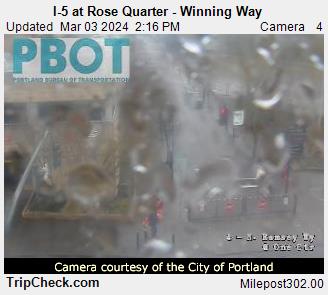 I-5 at Rose Quarter - Winning Way
Updated Mar 03 2024 2:16 PM Camera 4
PBOT
PORTLAND BUREAU OF TRANSPORTATION
Camera courtesy of the City of Portland
TripCheck.com Milepost302.00